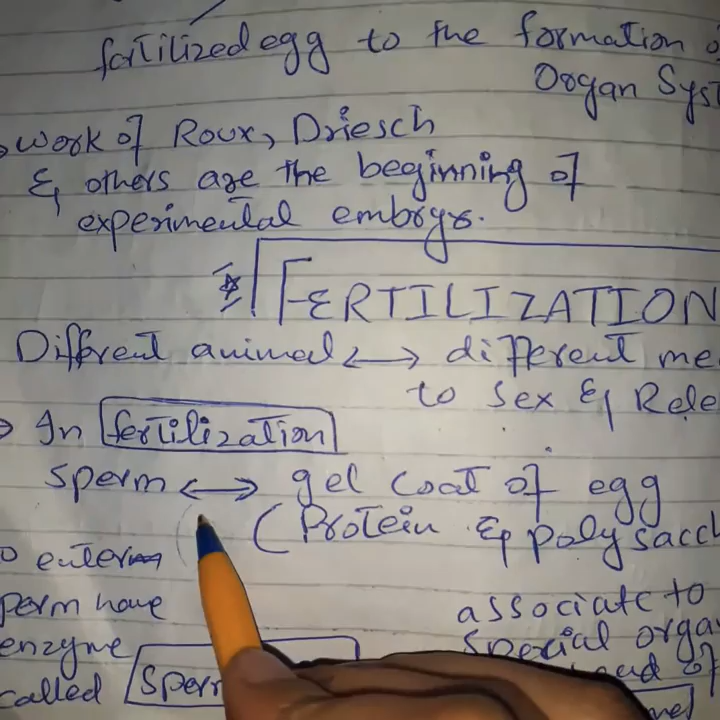 fertilized egg to the formation
Organ Syst
work of Roux, Driesch
& others are the beginning of
experimental embryo.
FERTILIZATION
Different animal ↔ different me
to Sex & Rele
In fertilization
Sperm ↔ gel coat of egg
(Protein & polysacch
enter
perm have
associate to
enzyme
special orga
called Sper